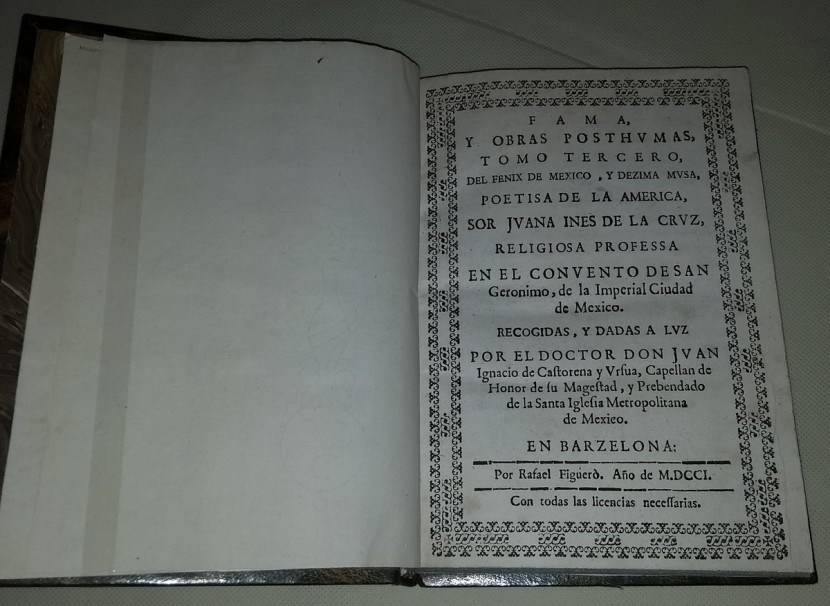 FAMA,
Y OBRAS POSTHVMAS,
TOMO TERCERO,
DEL FENIX DE MEXICO, Y DEZIMA MVSA,
POETISA DE LA AMERICA,
SOR JVANA INES DE LA CRVZ,
RELIGIOSA PROFESSA
EN EL CONVENTO DE SAN
Geronimo, de la Imperial Ciudad
de Mexico.
RECOGIDAS, Y DADAS A LVZ
POR EL DOCTOR DON JVAN
Ignacio de Caſtorena y Vrſua, Capellan de
Honor de ſu Mageſtad, y Prebendado
de la Santa Igleſia Metropolitana
de Mexico.
EN BARZELONA:
Por Rafael Figuerò. Año de M.DCCI.
Con todas las licencias neceſſarias.